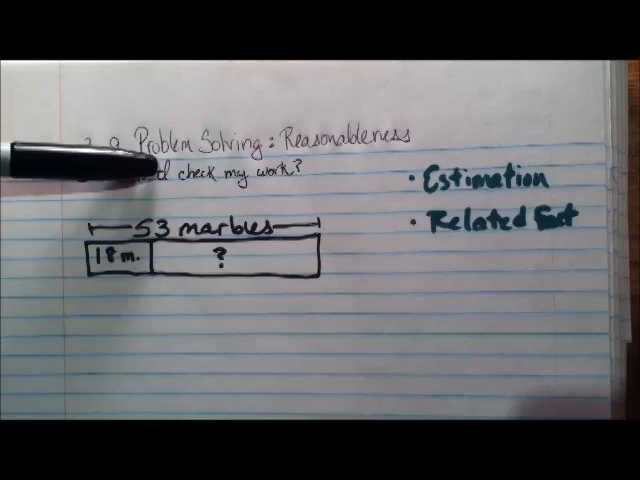 Problem Solving: Reasonableness
check my work?
• Estimation
• Related Fact
53 marbles
18 m. ?